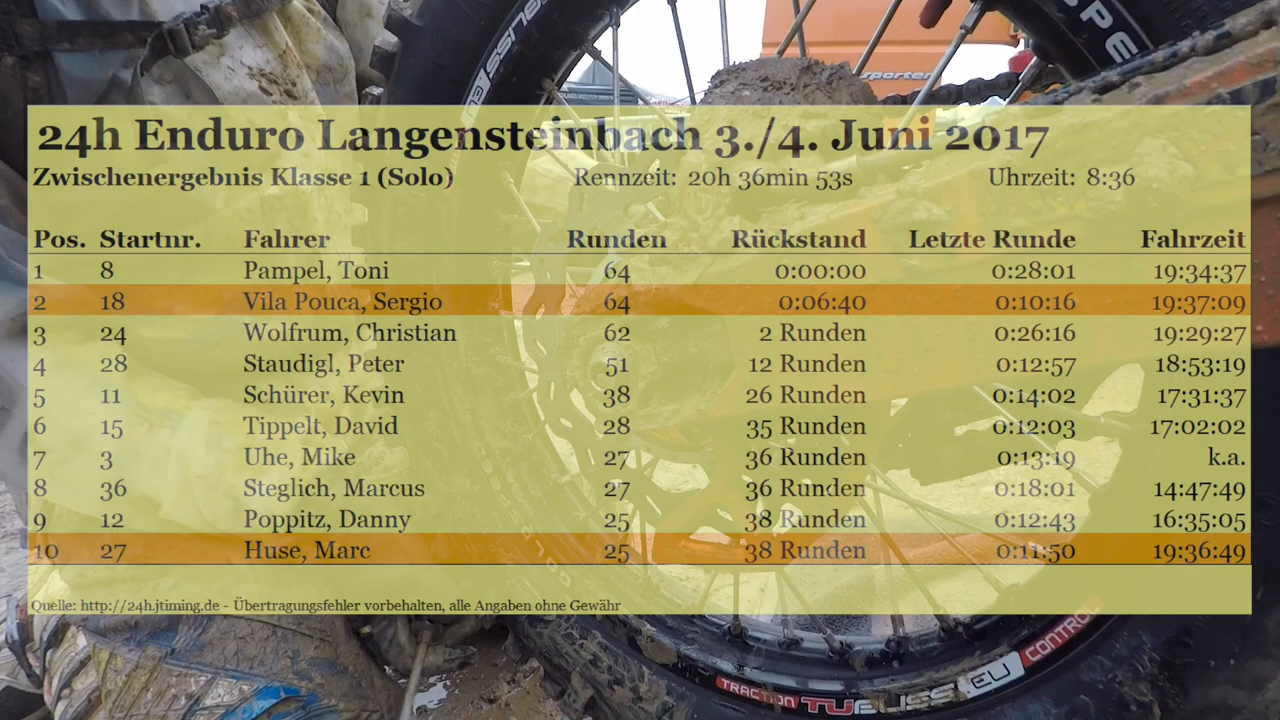 24h Enduro Langensteinbach 3./4. Juni 2017
Zwischenergebnis Klasse 1 (Solo) Rennzeit: 20h 36min 53s Uhrzeit: 8:36
Pos. Startnr. Fahrer Runden Rückstand Letzte Runde Fahrzeit
1 8 Pampel, Toni 64 0:00:00 0:28:01 19:34:37
2 18 Vila Pouca, Sergio 64 0:06:40 0:10:16 19:37:09
3 24 Wolfrum, Christian 62 2 Runden 0:26:16 19:29:27
4 28 Staudigl, Peter 51 12 Runden 0:12:57 18:53:19
5 11 Schürer, Kevin 38 26 Runden 0:14:02 17:31:37
6 15 Tippelt, David 28 35 Runden 0:12:03 17:02:02
7 3 Uhe, Mike 27 36 Runden 0:13:19 k.a.
8 36 Steglich, Marcus 27 36 Runden 0:18:01 14:47:49
9 12 Poppitz, Danny 25 38 Runden 0:12:43 16:35:05
10 27 Huse, Marc 25 38 Runden 0:11:50 19:36:49
Quelle: http://24h.jtiming.de - Übertragungsfehler vorbehalten, alle Angaben ohne Gewähr
TRACTION TUBLISS.EU CONTROL